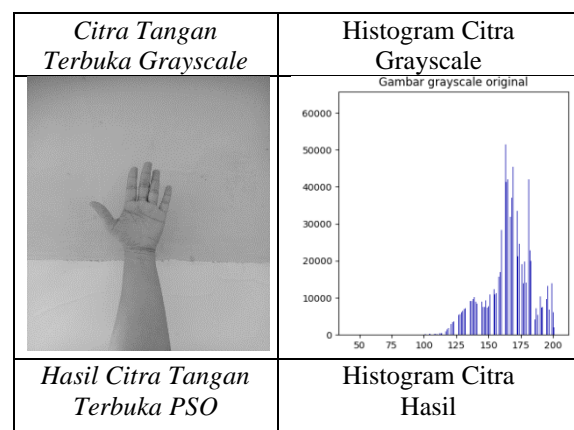 Citra Tangan
Terbuka Grayscale
Histogram Citra
Grayscale
Gambar grayscale original
60000
50000
40000
30000
20000
10000
0
50
75
100
125
150
175
200
Hasil Citra Tangan
Terbuka PSO
Histogram Citra
Hasil